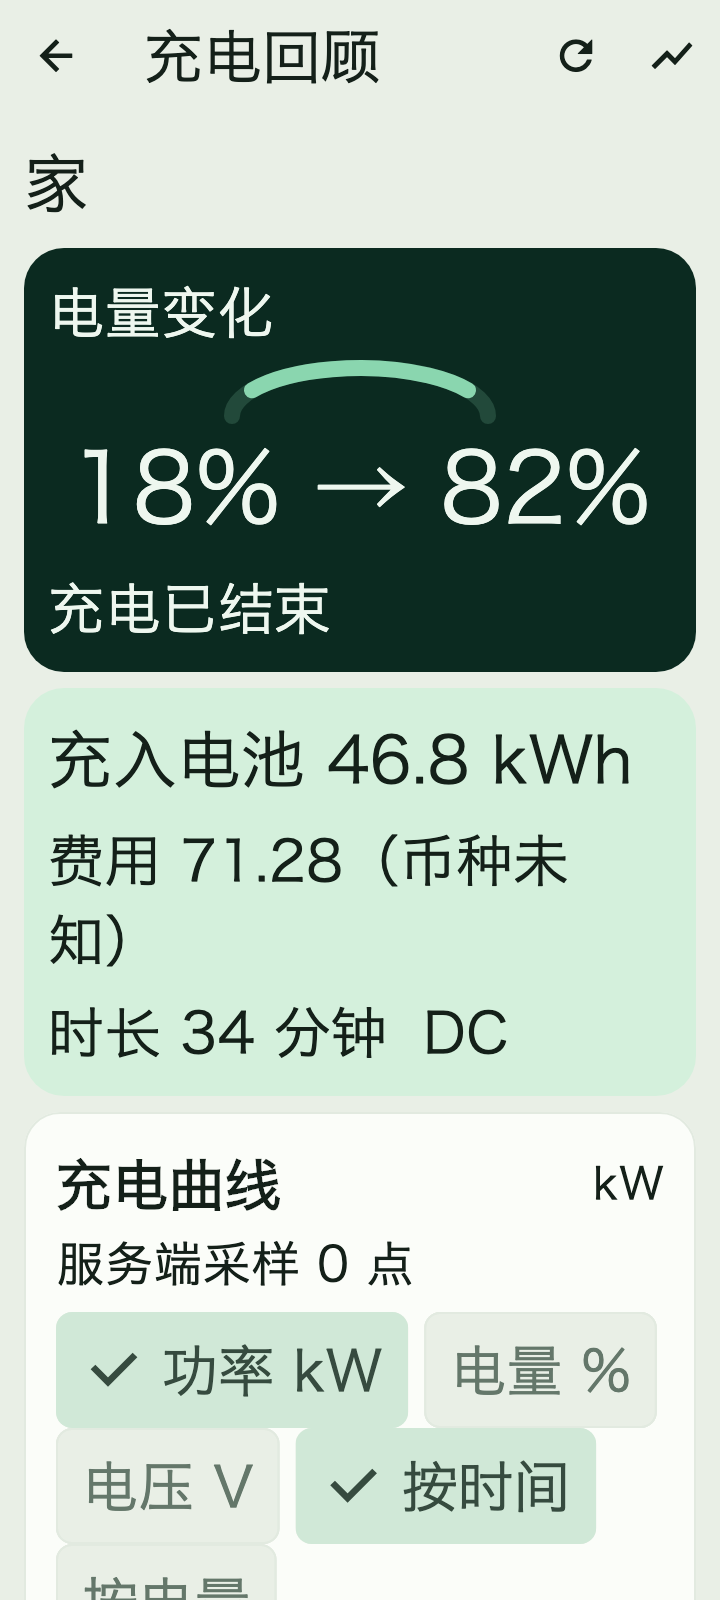 充电回顾
家
电量变化
18% → 82%
充电已结束
充入电池 46.8 kWh
费用 71.28（币种未
知）
时长 34 分钟 DC
充电曲线 kW
服务端采样 0 点
功率 kW 电量 %
电压 V 按时间
按电量